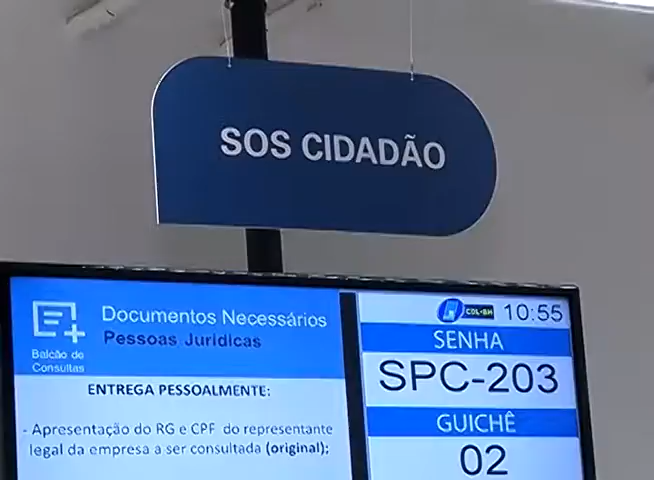 SOS CIDADÃO
Documentos Necessários
Pessoas Jurídicas
Balcão de
Consultas
ENTREGA PESSOALMENTE:
- Apresentação do RG e CPF do representante
legal da empresa a ser consultada (original);
CDL-BH 10:55
SENHA
SPC-203
GUICHÊ
02